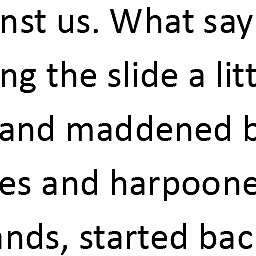 nst us. What say
ng the slide a litt
and maddened b
es and harpoone
nds, started bac